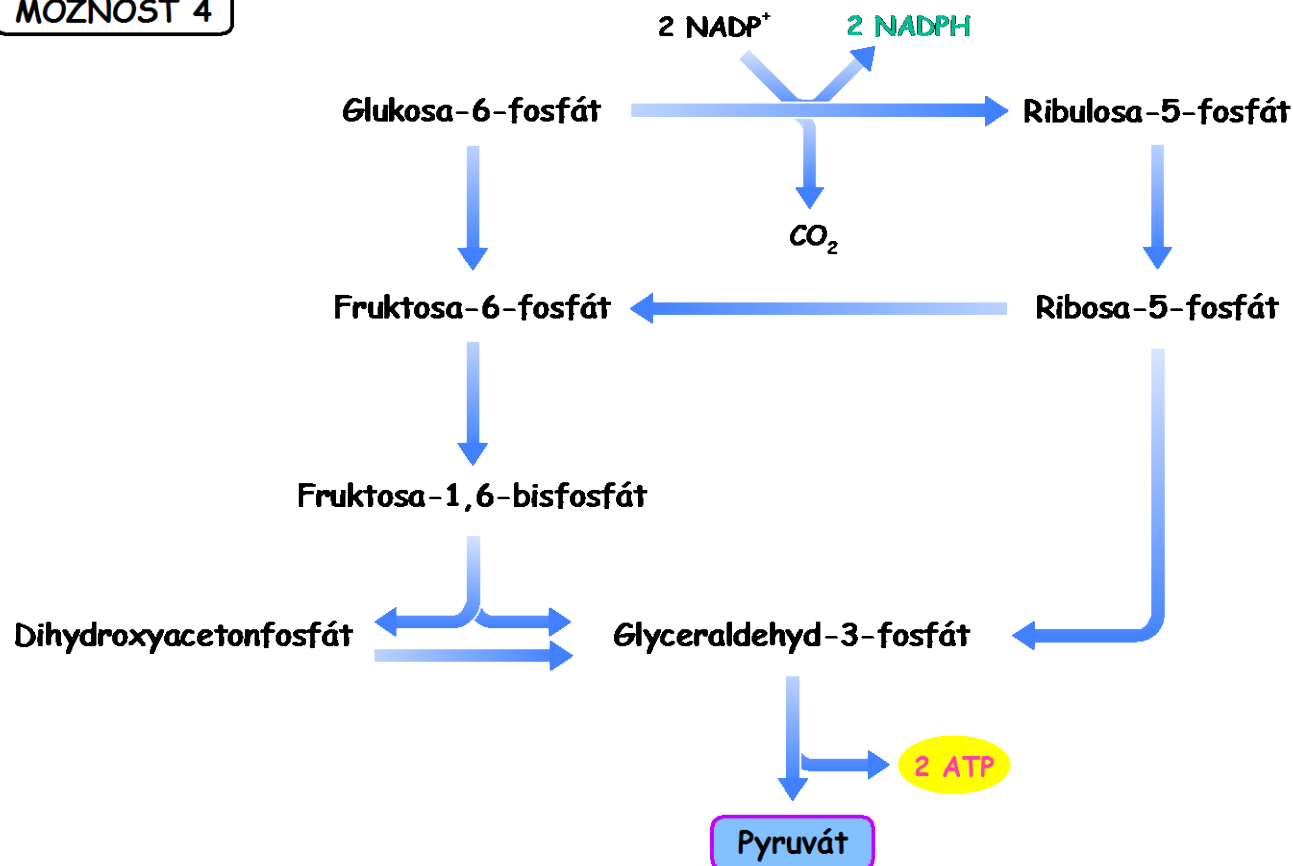 MOŽNOST 4
2 NADP⁺ 2 NADPH
Glukosa-6-fosfát Ribulosa-5-fosfát
CO₂
Fruktosa-6-fosfát Ribosa-5-fosfát
Fruktosa-1,6-bisfosfát
Dihydroxyacetonfosfát Glyceraldehyd-3-fosfát
2 ATP
Pyruvát